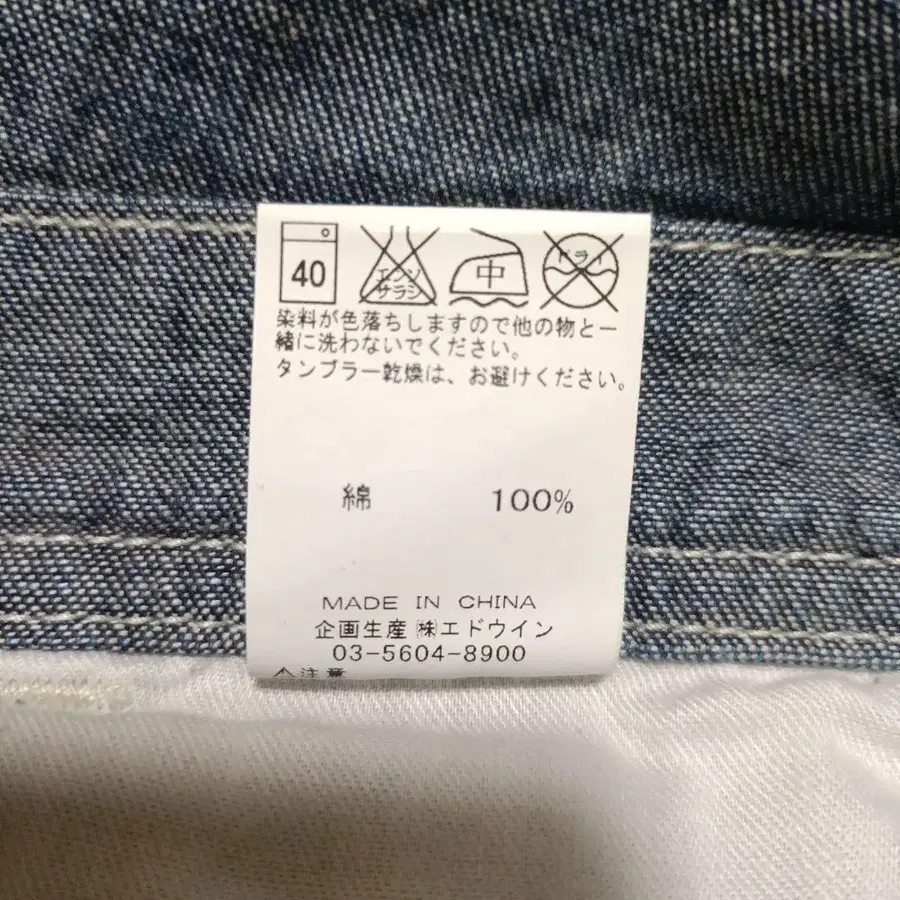 40 エンソサラシ 中 ドライ
染料が色落ちしますので他の物と一
緒に洗わないでください。
タンブラー乾燥は、お避けください。
綿 100%
MADE IN CHINA
企画生産 ㈱エドウイン
03-5604-8900
⚠注意